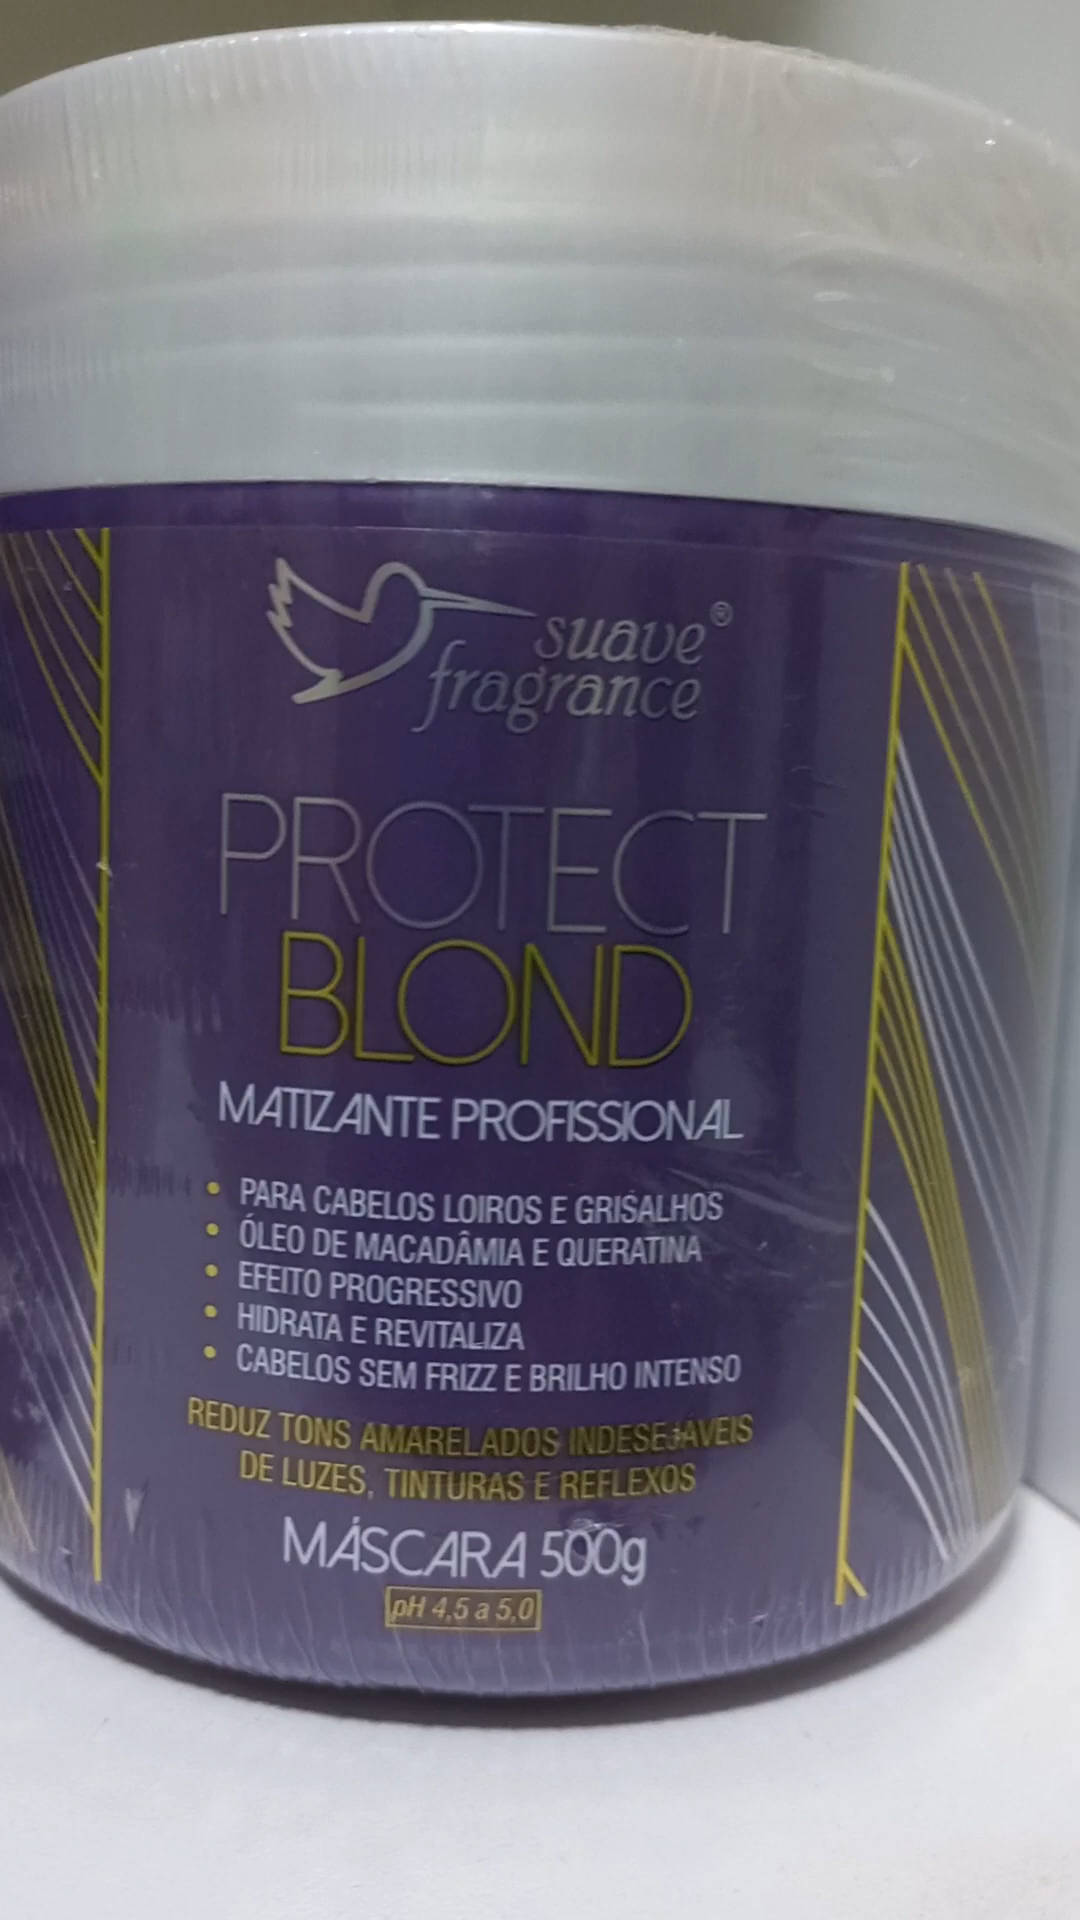 suave®
fragrance
PROTECT
BLOND
MATIZANTE PROFISSIONAL
• PARA CABELOS LOIROS E GRISALHOS
• ÓLEO DE MACADÂMIA E QUERATINA
• EFEITO PROGRESSIVO
• HIDRATA E REVITALIZA
• CABELOS SEM FRIZZ E BRILHO INTENSO
REDUZ TONS AMARELADOS INDESEJÁVEIS
DE LUZES, TINTURAS E REFLEXOS
MÁSCARA 500g
pH 4,5 a 5,0